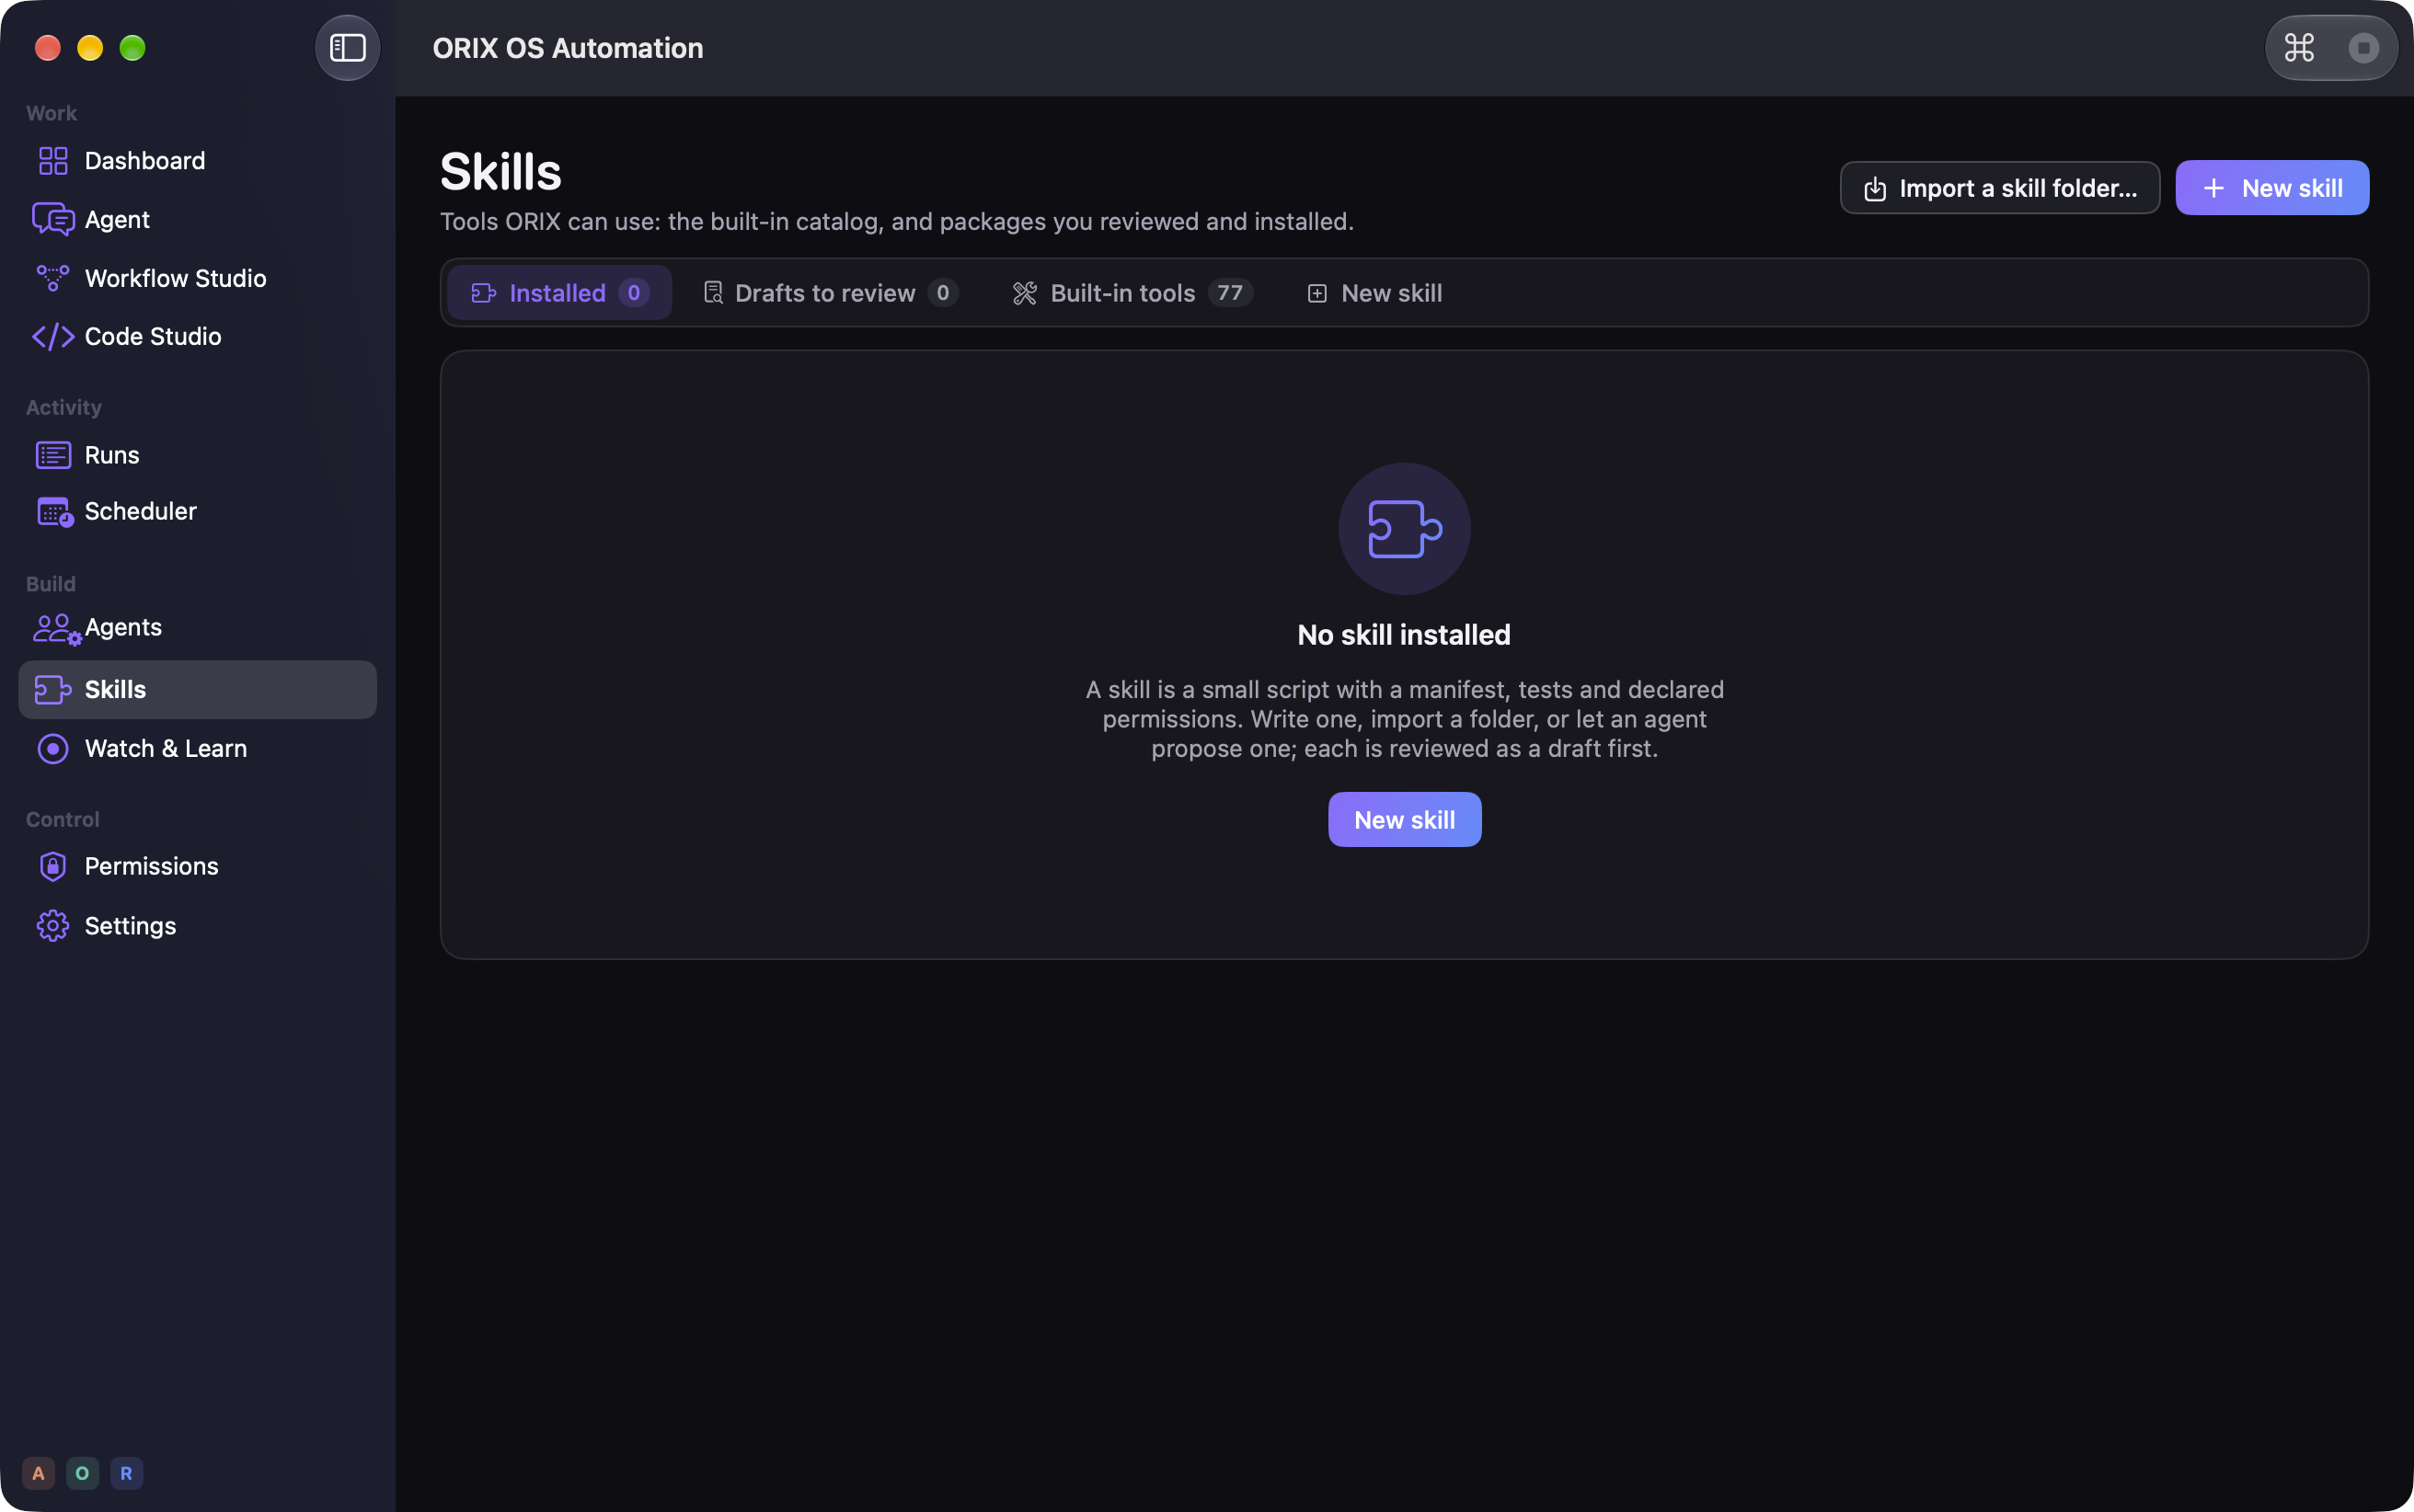 ORIX OS Automation
Work
Dashboard
Agent
Workflow Studio
Code Studio
Activity
Runs
Scheduler
Build
Agents
Skills
Watch & Learn
Control
Permissions
Settings
A O R
Skills
Tools ORIX can use: the built-in catalog, and packages you reviewed and installed.
Import a skill folder...
New skill
Installed 0
Drafts to review 0
Built-in tools 77
New skill
No skill installed
A skill is a small script with a manifest, tests and declared
permissions. Write one, import a folder, or let an agent
propose one; each is reviewed as a draft first.
New skill